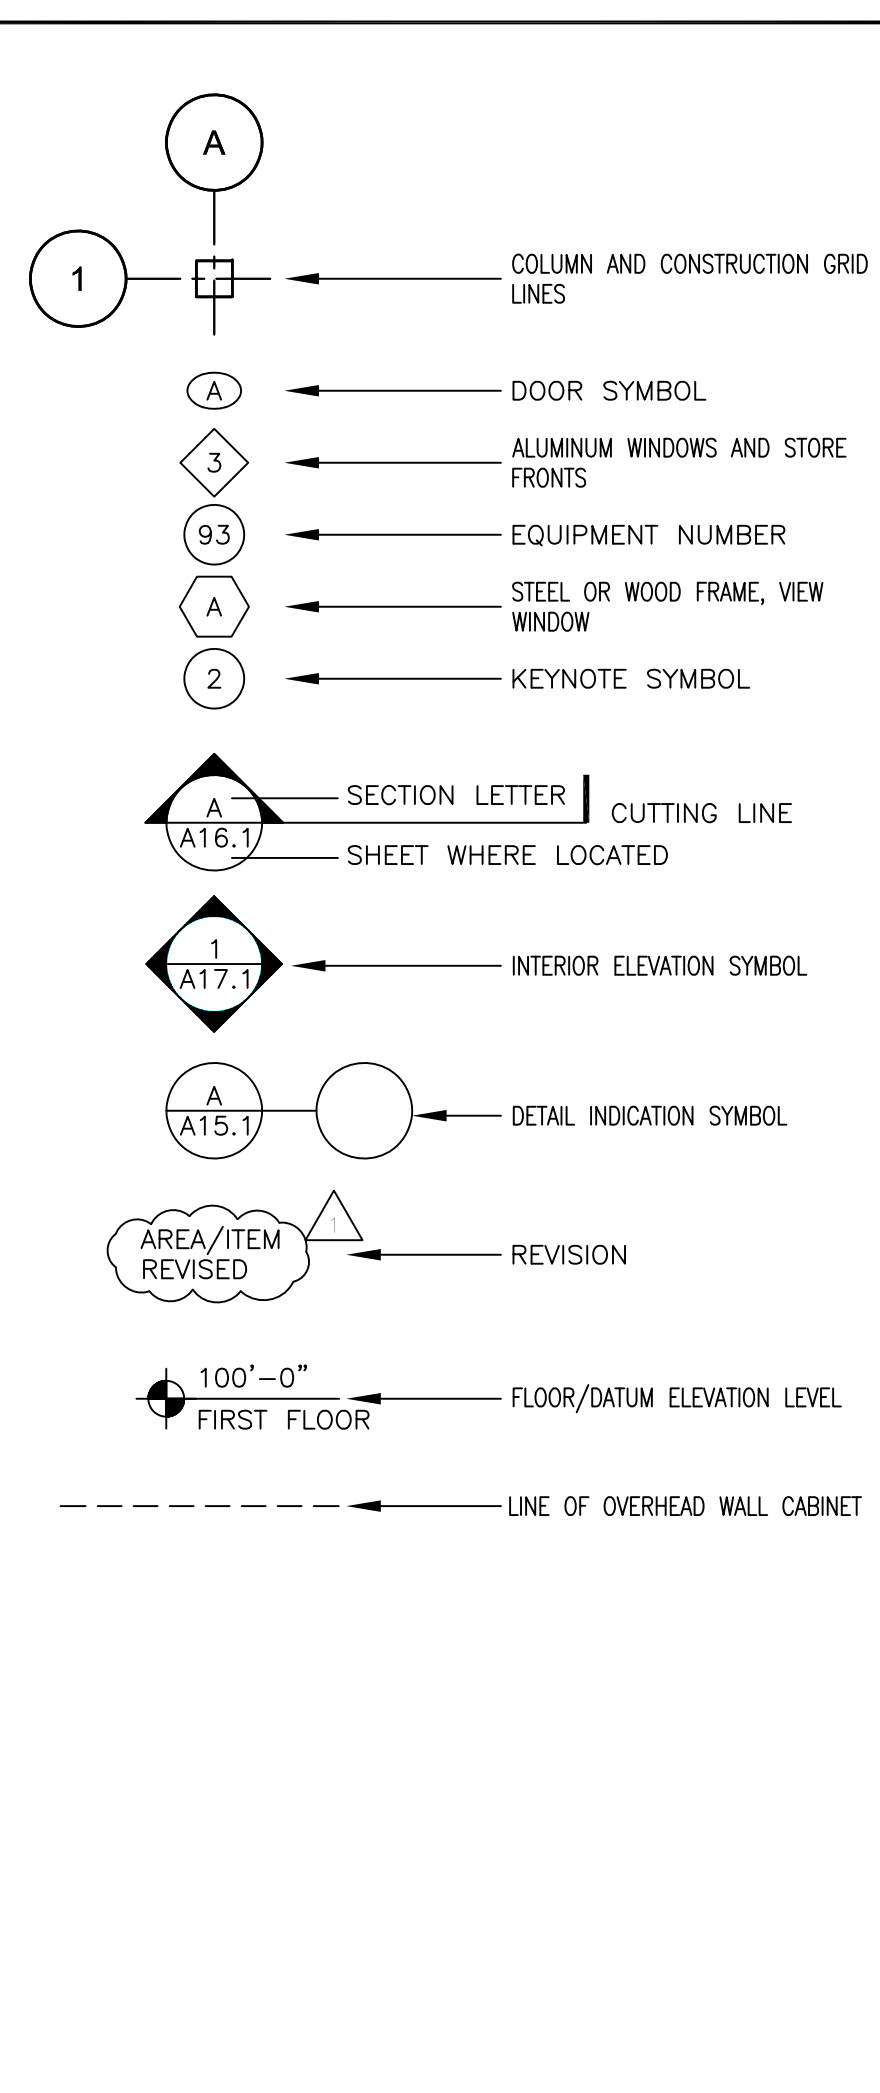 A
1
COLUMN AND CONSTRUCTION GRID
LINES
A
DOOR SYMBOL
3
ALUMINUM WINDOWS AND STORE
FRONTS
93
EQUIPMENT NUMBER
A
STEEL OR WOOD FRAME, VIEW
WINDOW
2
KEYNOTE SYMBOL
A
SECTION LETTER
CUTTING LINE
A16.1
SHEET WHERE LOCATED
1
A17.1
INTERIOR ELEVATION SYMBOL
A
A15.1
DETAIL INDICATION SYMBOL
1
AREA/ITEM
REVISED
REVISION
100'-0"
FIRST FLOOR
FLOOR/DATUM ELEVATION LEVEL
LINE OF OVERHEAD WALL CABINET